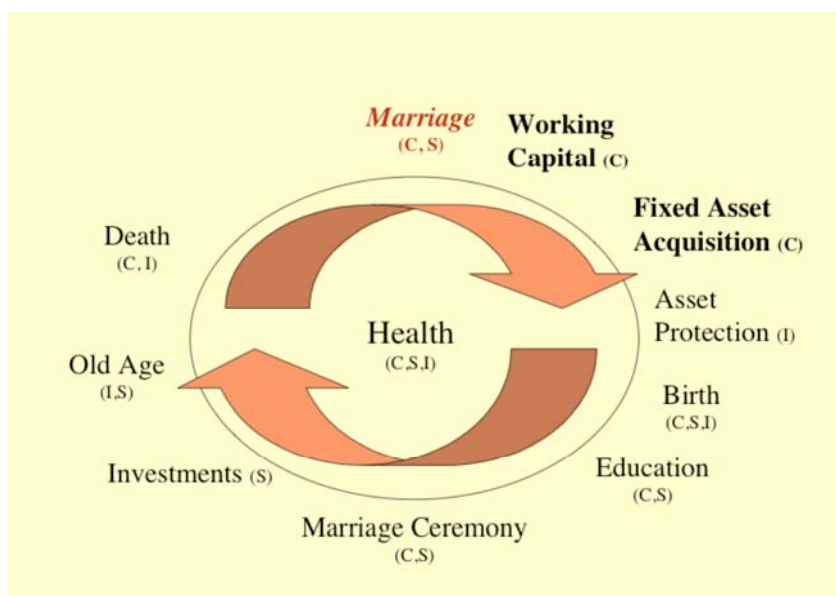 Marriage
(C, S)
Working
Capital (C)
Fixed Asset
Acquisition (C)
Asset
Protection (I)
Birth
(C,S,I)
Education
(C,S)
Marriage Ceremony
(C,S)
Investments (S)
Old Age
(I,S)
Death
(C, I)
Health
(C,S,I)